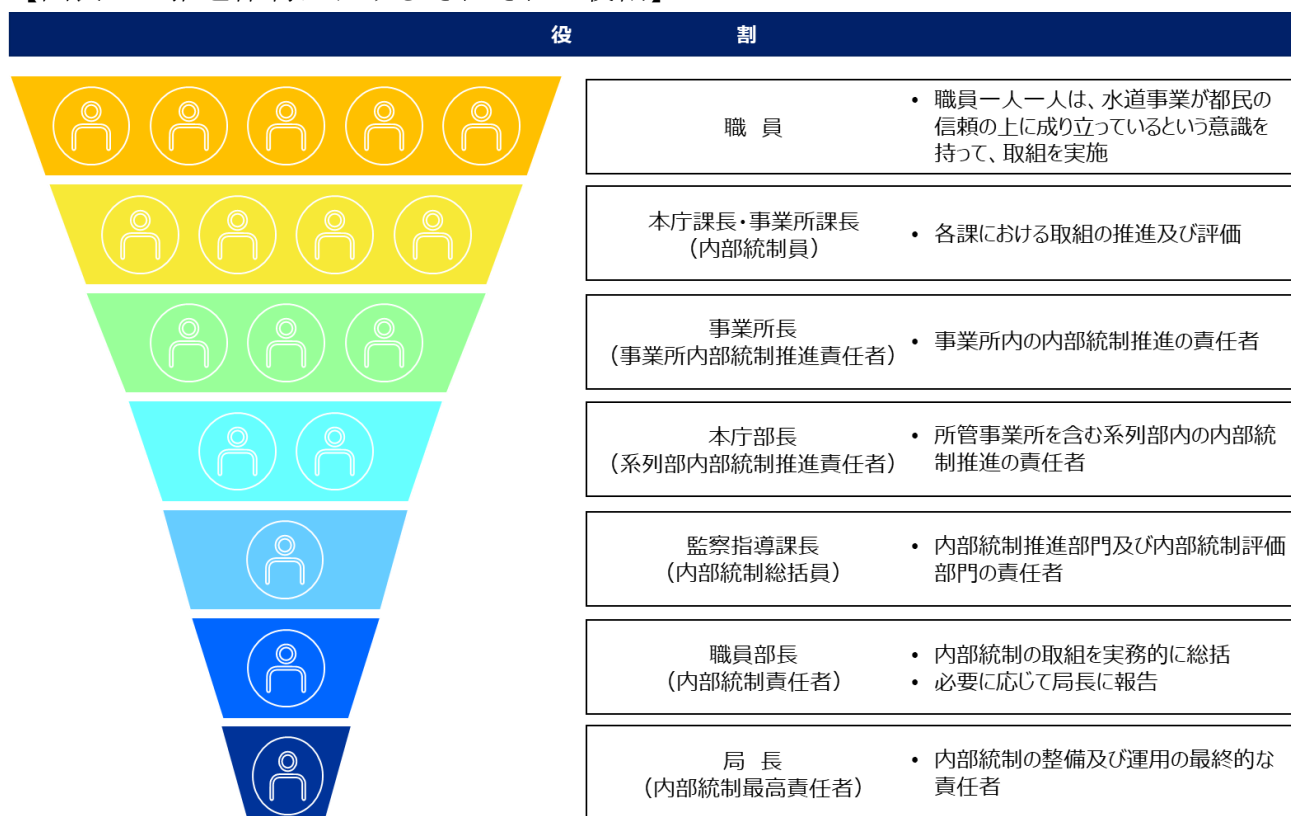 役 割
職 員
• 職員一人一人は、水道事業が都民の
信頼の上に成り立っているという意識を
持って、取組を実施
本庁課長・事業所課長
（内部統制員）
• 各課における取組の推進及び評価
事業所長
（事業所内部統制推進責任者）
• 事業所内の内部統制推進の責任者
本庁部長
（系列部内部統制推進責任者）
• 所管事業所を含む系列部内の内部統
制推進の責任者
監察指導課長
（内部統制総括員）
• 内部統制推進部門及び内部統制評価
部門の責任者
職員部長
（内部統制責任者）
• 内部統制の取組を実務的に総括
• 必要に応じて局長に報告
局 長
（内部統制最高責任者）
• 内部統制の整備及び運用の最終的な
責任者